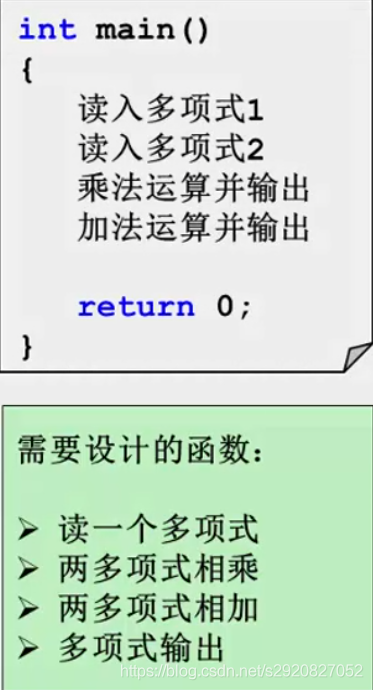 int main()
{
读入多项式1
读入多项式2
乘法运算并输出
加法运算并输出
return 0;
}
需要设计的函数：
➢ 读一个多项式
➢ 两多项式相乘
➢ 两多项式相加
➢ 多项式输出
https://blog.csdn.net/s2920827052